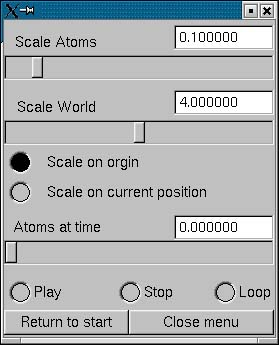 Scale Atoms 0.100000
Scale World 4.000000
Scale on orgin
Scale on current position
Atoms at time 0.000000
Play Stop Loop
Return to start Close menu